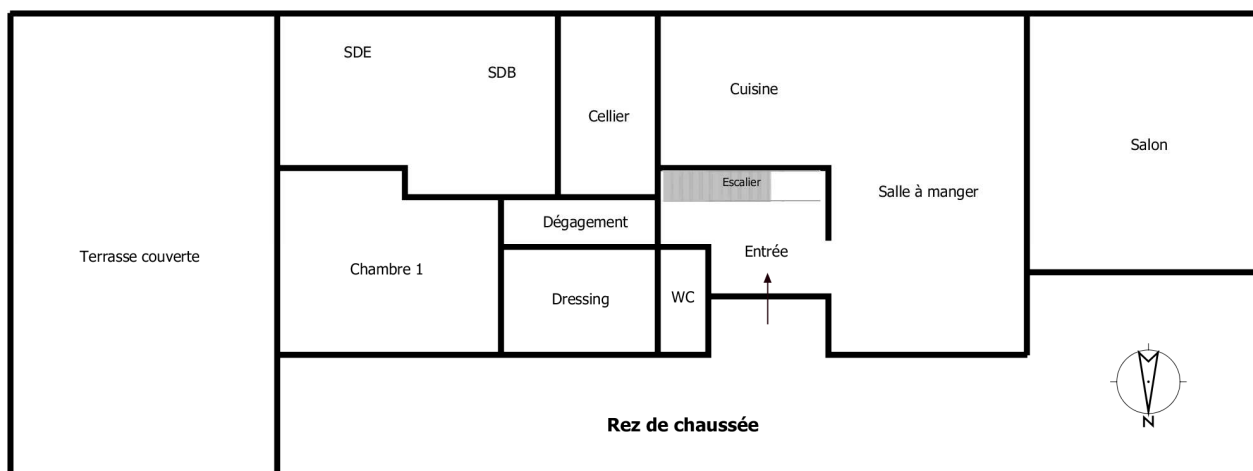 SDE
SDB
Cellier
Cuisine
Salon
Escalier
Salle à manger
Terrasse couverte
Chambre 1
Dégagement
Entrée
Dressing
WC
Rez de chaussée
N